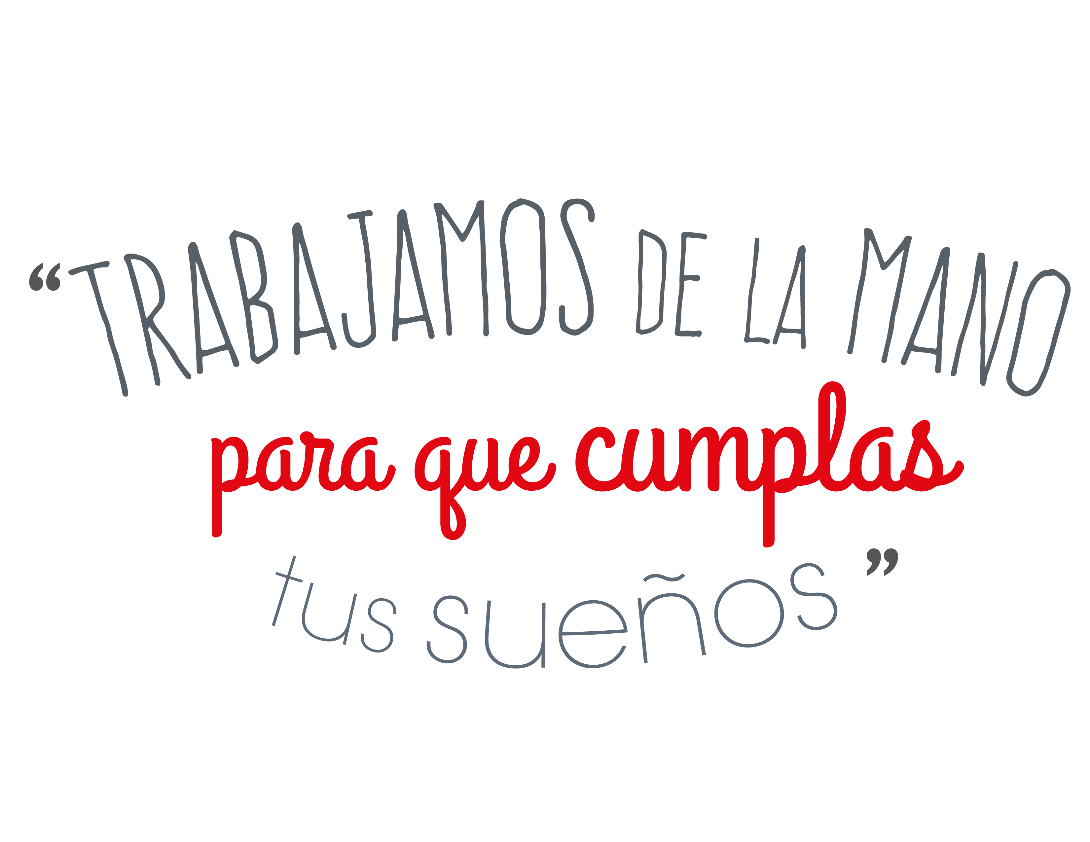 “TRABAJAMOS DE LA MANO
para que cumplas
tus sueños”